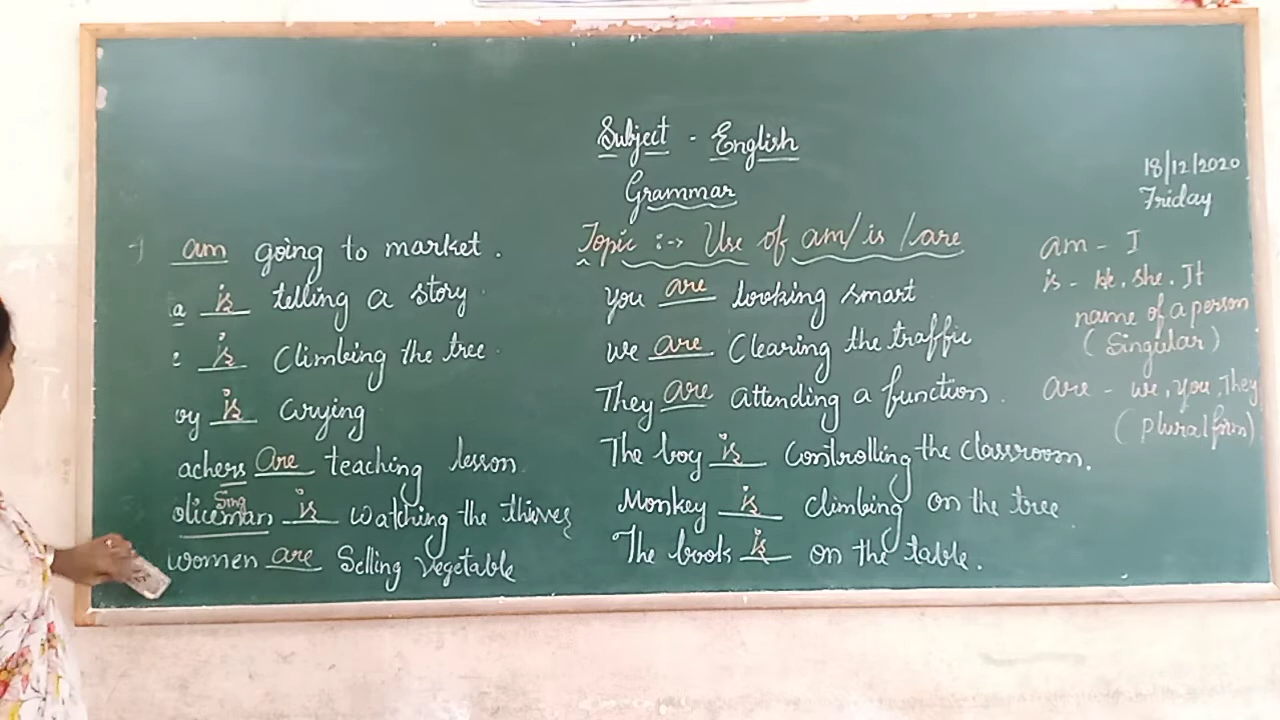 Subject - English
Grammar
18/12/2020
Friday
Topic :-> Use of am/is/are
am going to market.
a is telling a story
is Climbing the tree
oy is Crying
achers are teaching lesson
Sing
oliceman is watching the thieves
women are Selling vegetable
You are looking smart
We are Clearing the traffic
They are attending a function.
The boy is Controlling the classroom.
Monkey is climbing on the tree
The book is on the table.
am - I
is - He, she, It
name of a person
(Singular)
are - we, you, They
(plural form)